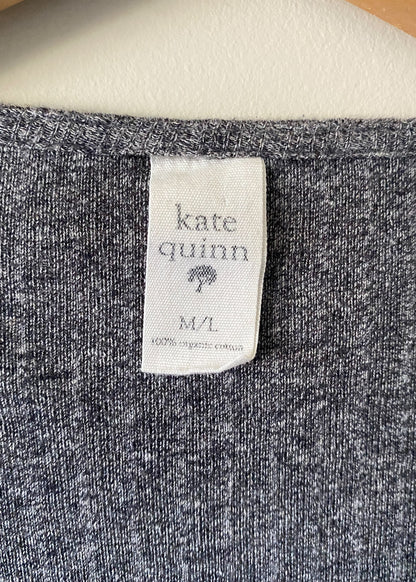 kate
quinn
M/L
100% organic cotton